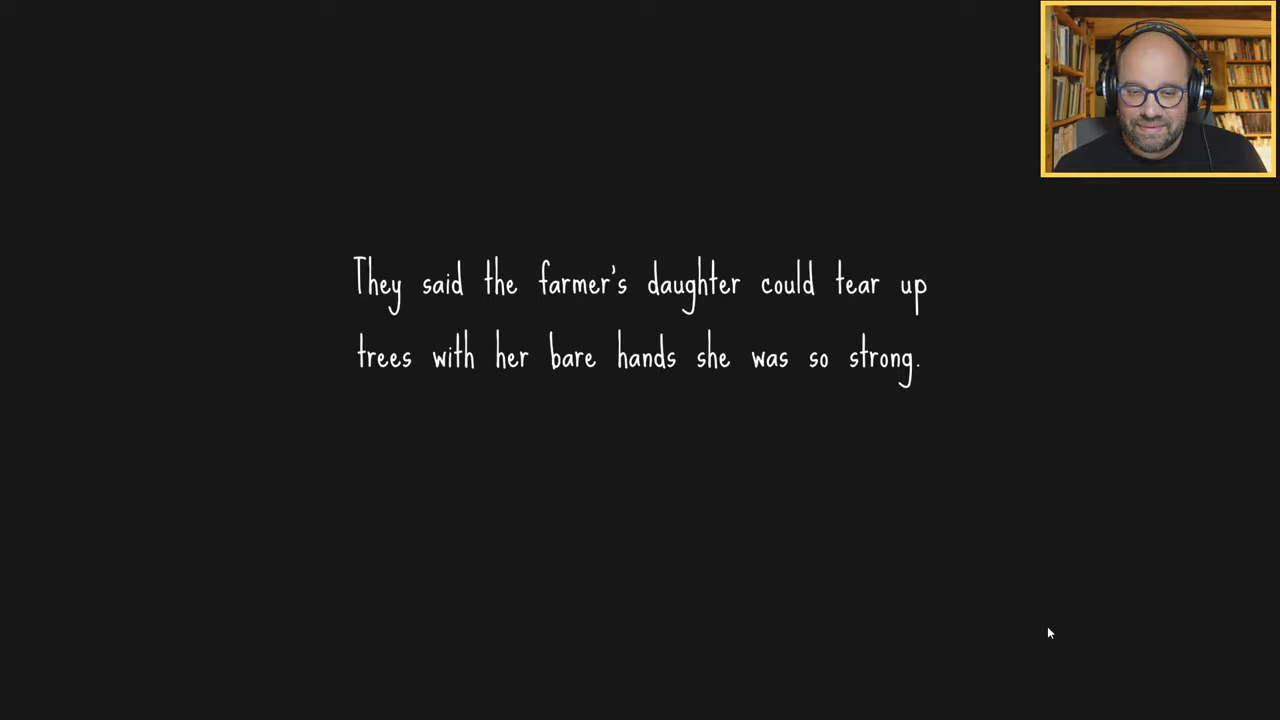 They said the farmer's daughter could tear up
trees with her bare hands she was so strong.